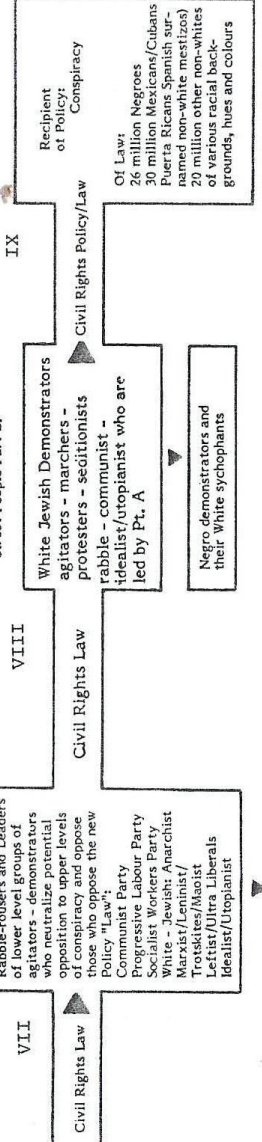 VII
Civil Rights Law
Rabble-rousers and Leaders
of lower level groups of
agitators - demonstrators
who neutralize potential
opposition to upper levels
of conspiracy and oppose
those who oppose the new
Policy "Law":
Communist Party
Progressive Labour Party
Socialist Workers Party
White - Jewish: Anarchist
Marxist/Leninist/
Trotskites/Maoist
Leftist/Ultra Liberals
Idealist/Utopianist
VIII
Civil Rights Law
White Jewish Demonstrators
agitators - marchers -
protesters - seditionists
rabble - communist -
idealist/utopianist who are
led by Pt. A
Negro demonstrators and
their White sychophants
IX
Civil Rights Policy/Law
Recipient
of Policy:
Conspiracy
Of Law:
26 million Negroes
30 million Mexicans/Cubans
Puerta Ricans Spanish sur-
named non-white mestizos)
20 million other non-whites
of various racial back-
grounds, hues and colours